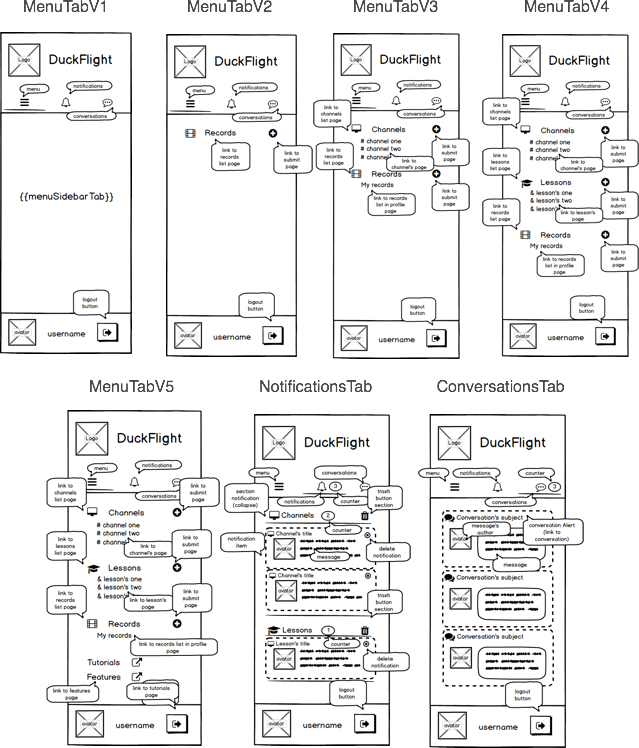 MenuTabV1
Logo
DuckFlight
menu
notifications
conversations
{{menuSidebarTab}}
logout
button
avatar
username
MenuTabV2
Logo
DuckFlight
menu
notifications
conversations
Records
link to
records
list page
link to
submit
page
logout
button
avatar
username
MenuTabV3
Logo
DuckFlight
menu
notifications
conversations
link to
channels
list page
Channels
# channel one
# channel two
# channel
link to
channel's page
link to
submit
page
link to
records
list page
Records
My records
link to records
list in profile
page
link to
submit
page
logout
button
avatar
username
MenuTabV4
Logo
DuckFlight
menu
notifications
conversations
link to
channels
list page
Channels
# channel one
# channel two
# channel
link to
channel's page
link to
submit
page
link to
lessons
list page
Lessons
& lesson's one
& lesson's two
& lesson's
link to
lesson's page
link to
submit
page
link to
records
list page
Records
My records
link to records
list in profile
page
link to
submit
page
logout
button
avatar
username
MenuTabV5
Logo
DuckFlight
menu
notifications
conversations
link to
channels
list page
Channels
# channel one
# channel two
# channel
link to
channel's page
link to
submit
page
link to
lessons
list page
Lessons
& lesson's one
& lesson's two
& lesson's
link to
lesson's page
link to
submit
page
link to
records
list page
Records
My records
link to records list in profile
page
link to
submit
page
Tutorials
Features
link to features
page
link to tutorials
page
avatar
username
NotificationsTab
Logo
DuckFlight
menu
conversations
3
section
notification
(collapse)
notifications
counter
trash
button
section
Channels
2
counter
notification
item
Channel's title
avatar
message
delete
notification
Channel's title
avatar
trash
button
section
Lessons
1
counter
Lesson's title
avatar
delete
notification
logout
button
avatar
username
ConversationsTab
Logo
DuckFlight
menu
notifications
counter
3
conversations
Conversation's subject
message's
author
avatar
conversation Alert
(link to
conversation)
message
Conversation's subject
avatar
Conversation's subject
avatar
logout
button
avatar
username